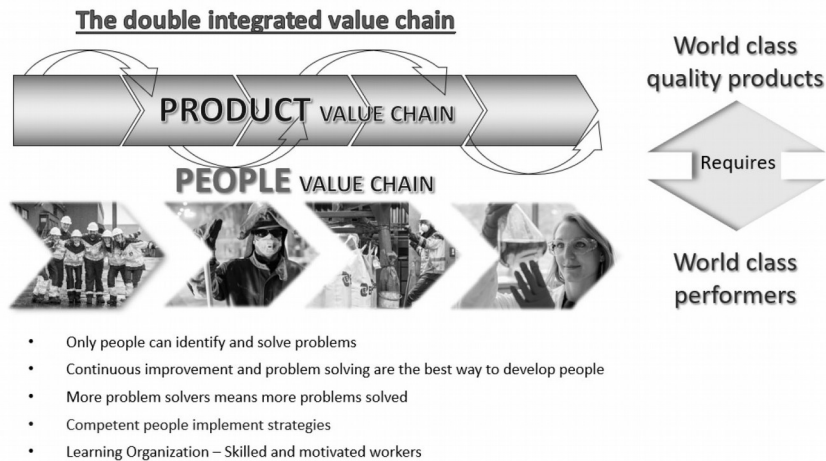 The double integrated value chain
PRODUCT VALUE CHAIN
PEOPLE VALUE CHAIN
World class
quality products
Requires
World class
performers
• Only people can identify and solve problems
• Continuous improvement and problem solving are the best way to develop people
• More problem solvers means more problems solved
• Competent people implement strategies
• Learning Organization – Skilled and motivated workers